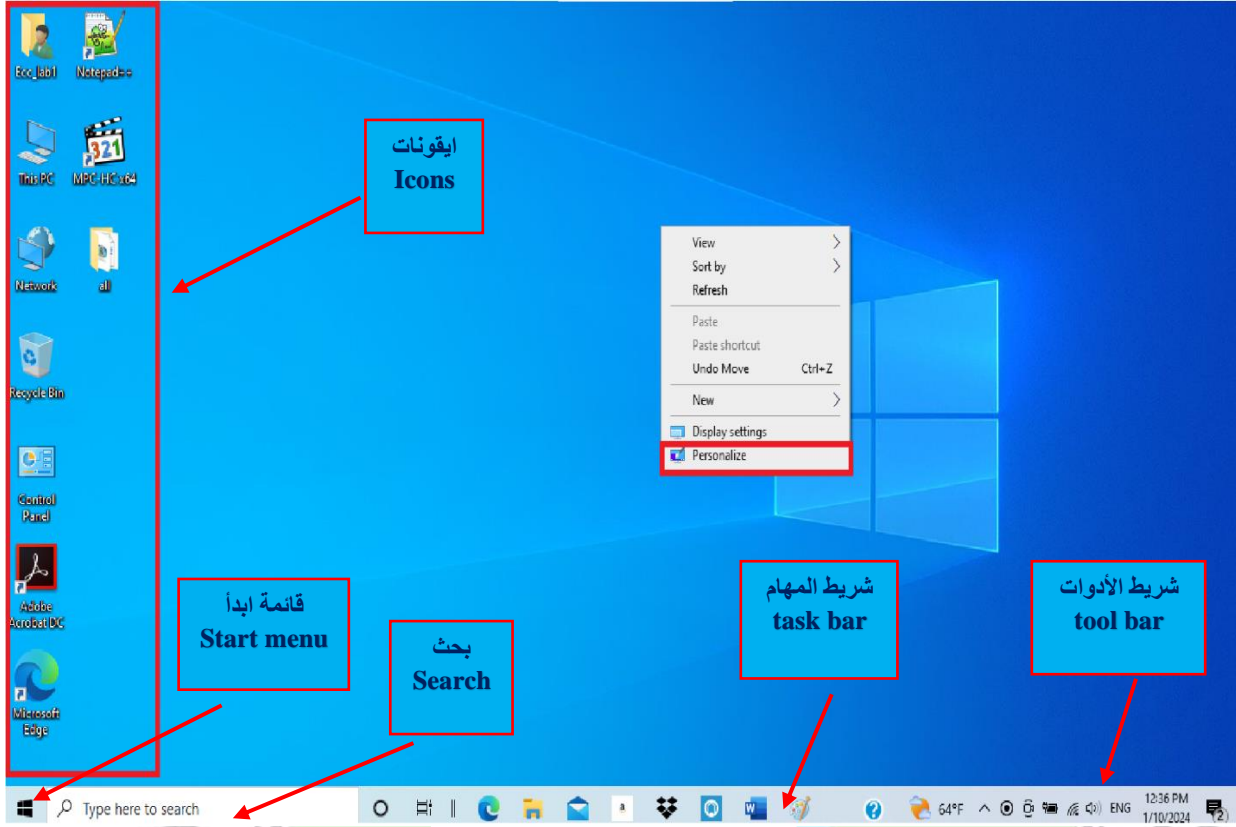 Eco_lab1
Notepad++
This PC
MPC-HC x64
321
Network
all
Recycle Bin
Control
Panel
Adobe
Acrobat DC
Microsoft
Edge
ايقونات
Icons
View
Sort by
Refresh
Paste
Paste shortcut
Undo Move Ctrl+Z
New
Display settings
Personalize
قائمة ابدأ
Start menu
بحث
Search
شريط المهام
task bar
شريط الأدوات
tool bar
Type here to search
a
W
?
64°F
ENG
12:36 PM
1/10/2024
2